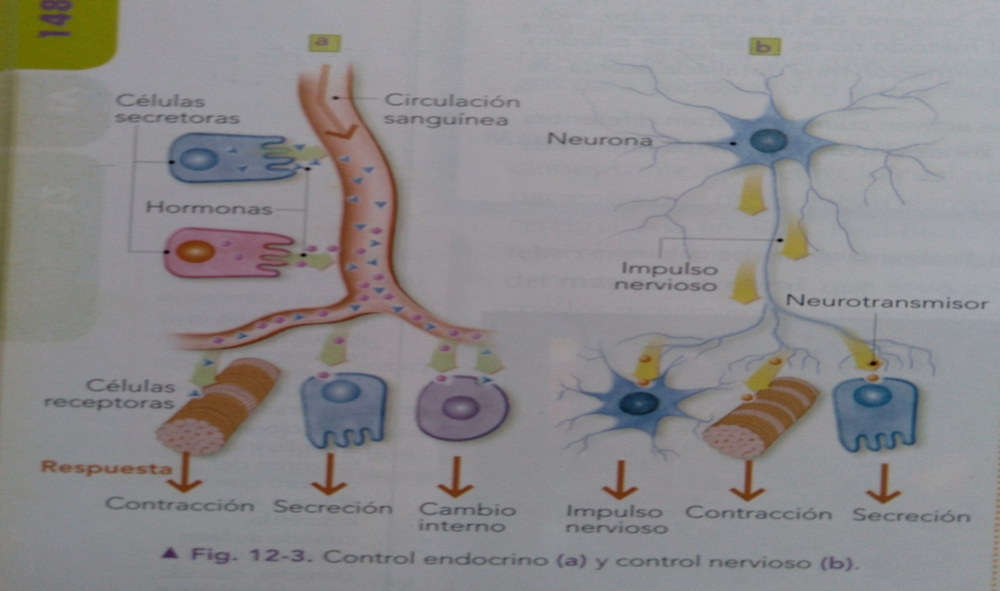 148
a
b
Células
secretoras
Circulación
sanguínea
Neurona
Hormonas
Impulso
nervioso
Neurotransmisor
Células
receptoras
Respuesta
Contracción
Secreción
Cambio
interno
Impulso
nervioso
Contracción
Secreción
▲ Fig. 12-3. Control endocrino (a) y control nervioso (b).